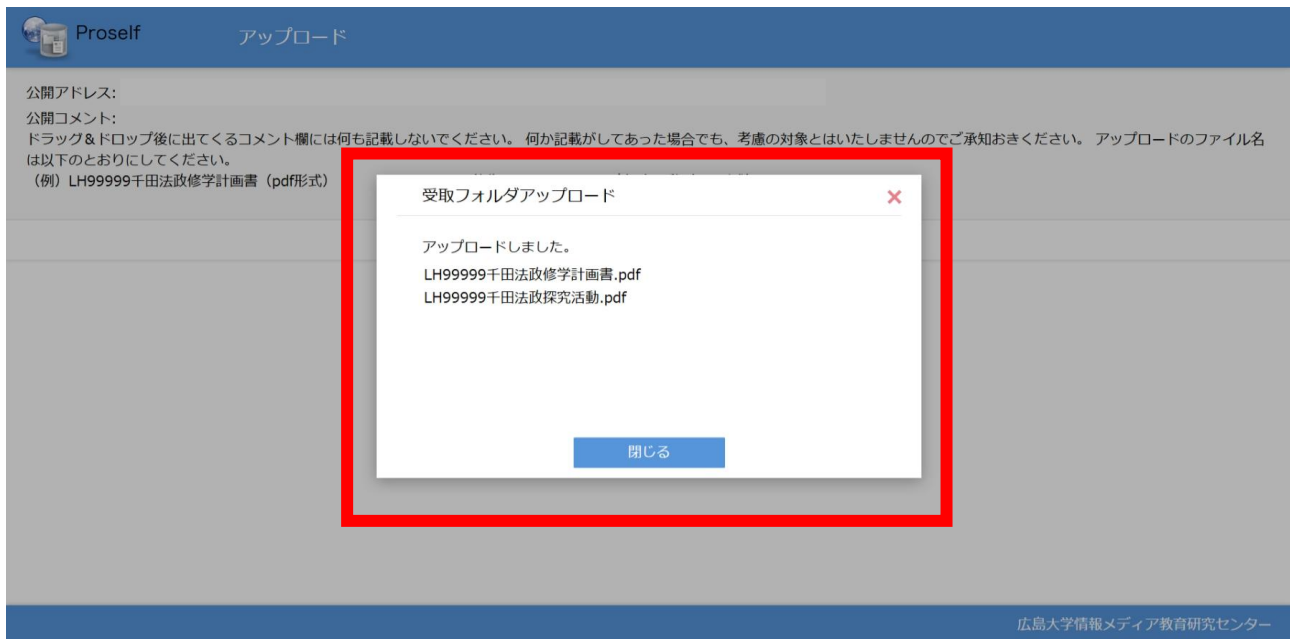 Proself
アップロード
公開アドレス:
公開コメント:
ドラッグ&ドロップ後に出てくるコメント欄には何も記載しないでください。 何か記載がしてあった場合でも、考慮の対象とはいたしませんのでご承知おきください。 アップロードのファイル名
は以下のとおりにしてください。
（例）LH99999千田法政修学計画書（pdf形式）
受取フォルダアップロード
アップロードしました。
LH99999千田法政修学計画書.pdf
LH99999千田法政探究活動.pdf
閉じる
広島大学情報メディア教育研究センター